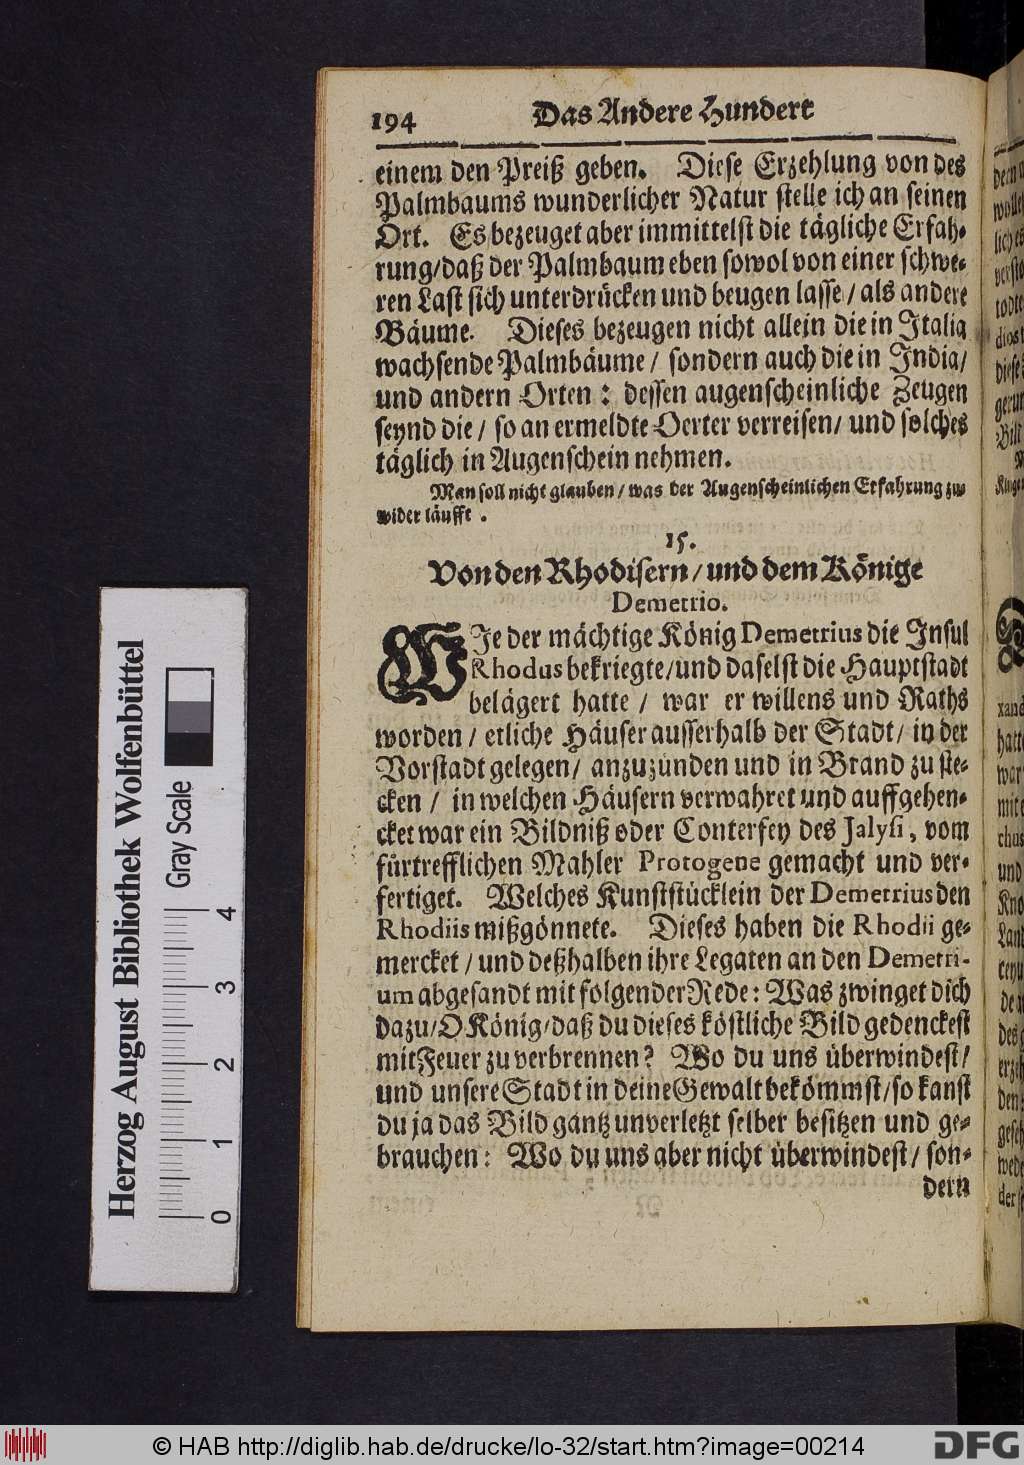 194 Das Andere Hundert
einem den Preiß geben. Diese Erzehlung von des
Palmbaums wunderlicher Natur stelle ich an seinen
Ort. Es bezeuget aber immittelst die tägliche Erfah-
rung/daß der Palmbaum eben sowol von einer schwe-
ren Last sich unterdrücken und beugen lasse/ als andere
Bäume. Dieses bezeugen nicht allein die in Italia
wachsende Palmbäume/ sondern auch die in India/
und andern Orten: dessen augenscheinliche Zeugen
seynd die/ so an ermeldte Oerter verreisen/ und solches
täglich in Augenschein nehmen.
Man soll nicht glauben/ was der Augenscheinlichen Erfahrung zu-
wider läufft.
15.
Von den Rhodisern/ und dem Könige
Demetrio.
WJe der mächtige König Demetrius die Insul
Rhodus bekriegte/und daselst die Hauptstadt
belägert hatte/ war er willens und Raths
worden/ etliche Häuser ausserhalb der Stadt/ in der
Vorstadt gelegen/ anzuzünden und in Brand zu ste-
cken/ in welchen Häusern verwahret und auffgehen-
cket war ein Bildniß oder Conterfey des Jalysi, vom
fürtrefflichen Mahler Protogene gemacht und ver-
fertiget. Welches Kunststücklein der Demetrius den
Rhodiis mißgönnete. Dieses haben die Rhodii ge-
mercket/ und deßhalben ihre Legaten an den Demetri-
um abgesandt mit folgender Rede: Was zwinget dich
dazu/O König/daß du dieses köstliche Bild gedenckest
mit Feuer zu verbrennen? Wo du uns überwindest/
und unsere Stadt in deine Gewalt bekömmst/so kanst
du ja das Bild gantz unverletzt selber besitzen und ge-
brauchen: Wo du uns aber nicht überwindest/ son-
dern
Herzog August Bibliothek Wolfenbüttel
Gray Scale
0 1 2 3 4
© HAB http://diglib.hab.de/drucke/lo-32/start.htm?image=00214
DFG